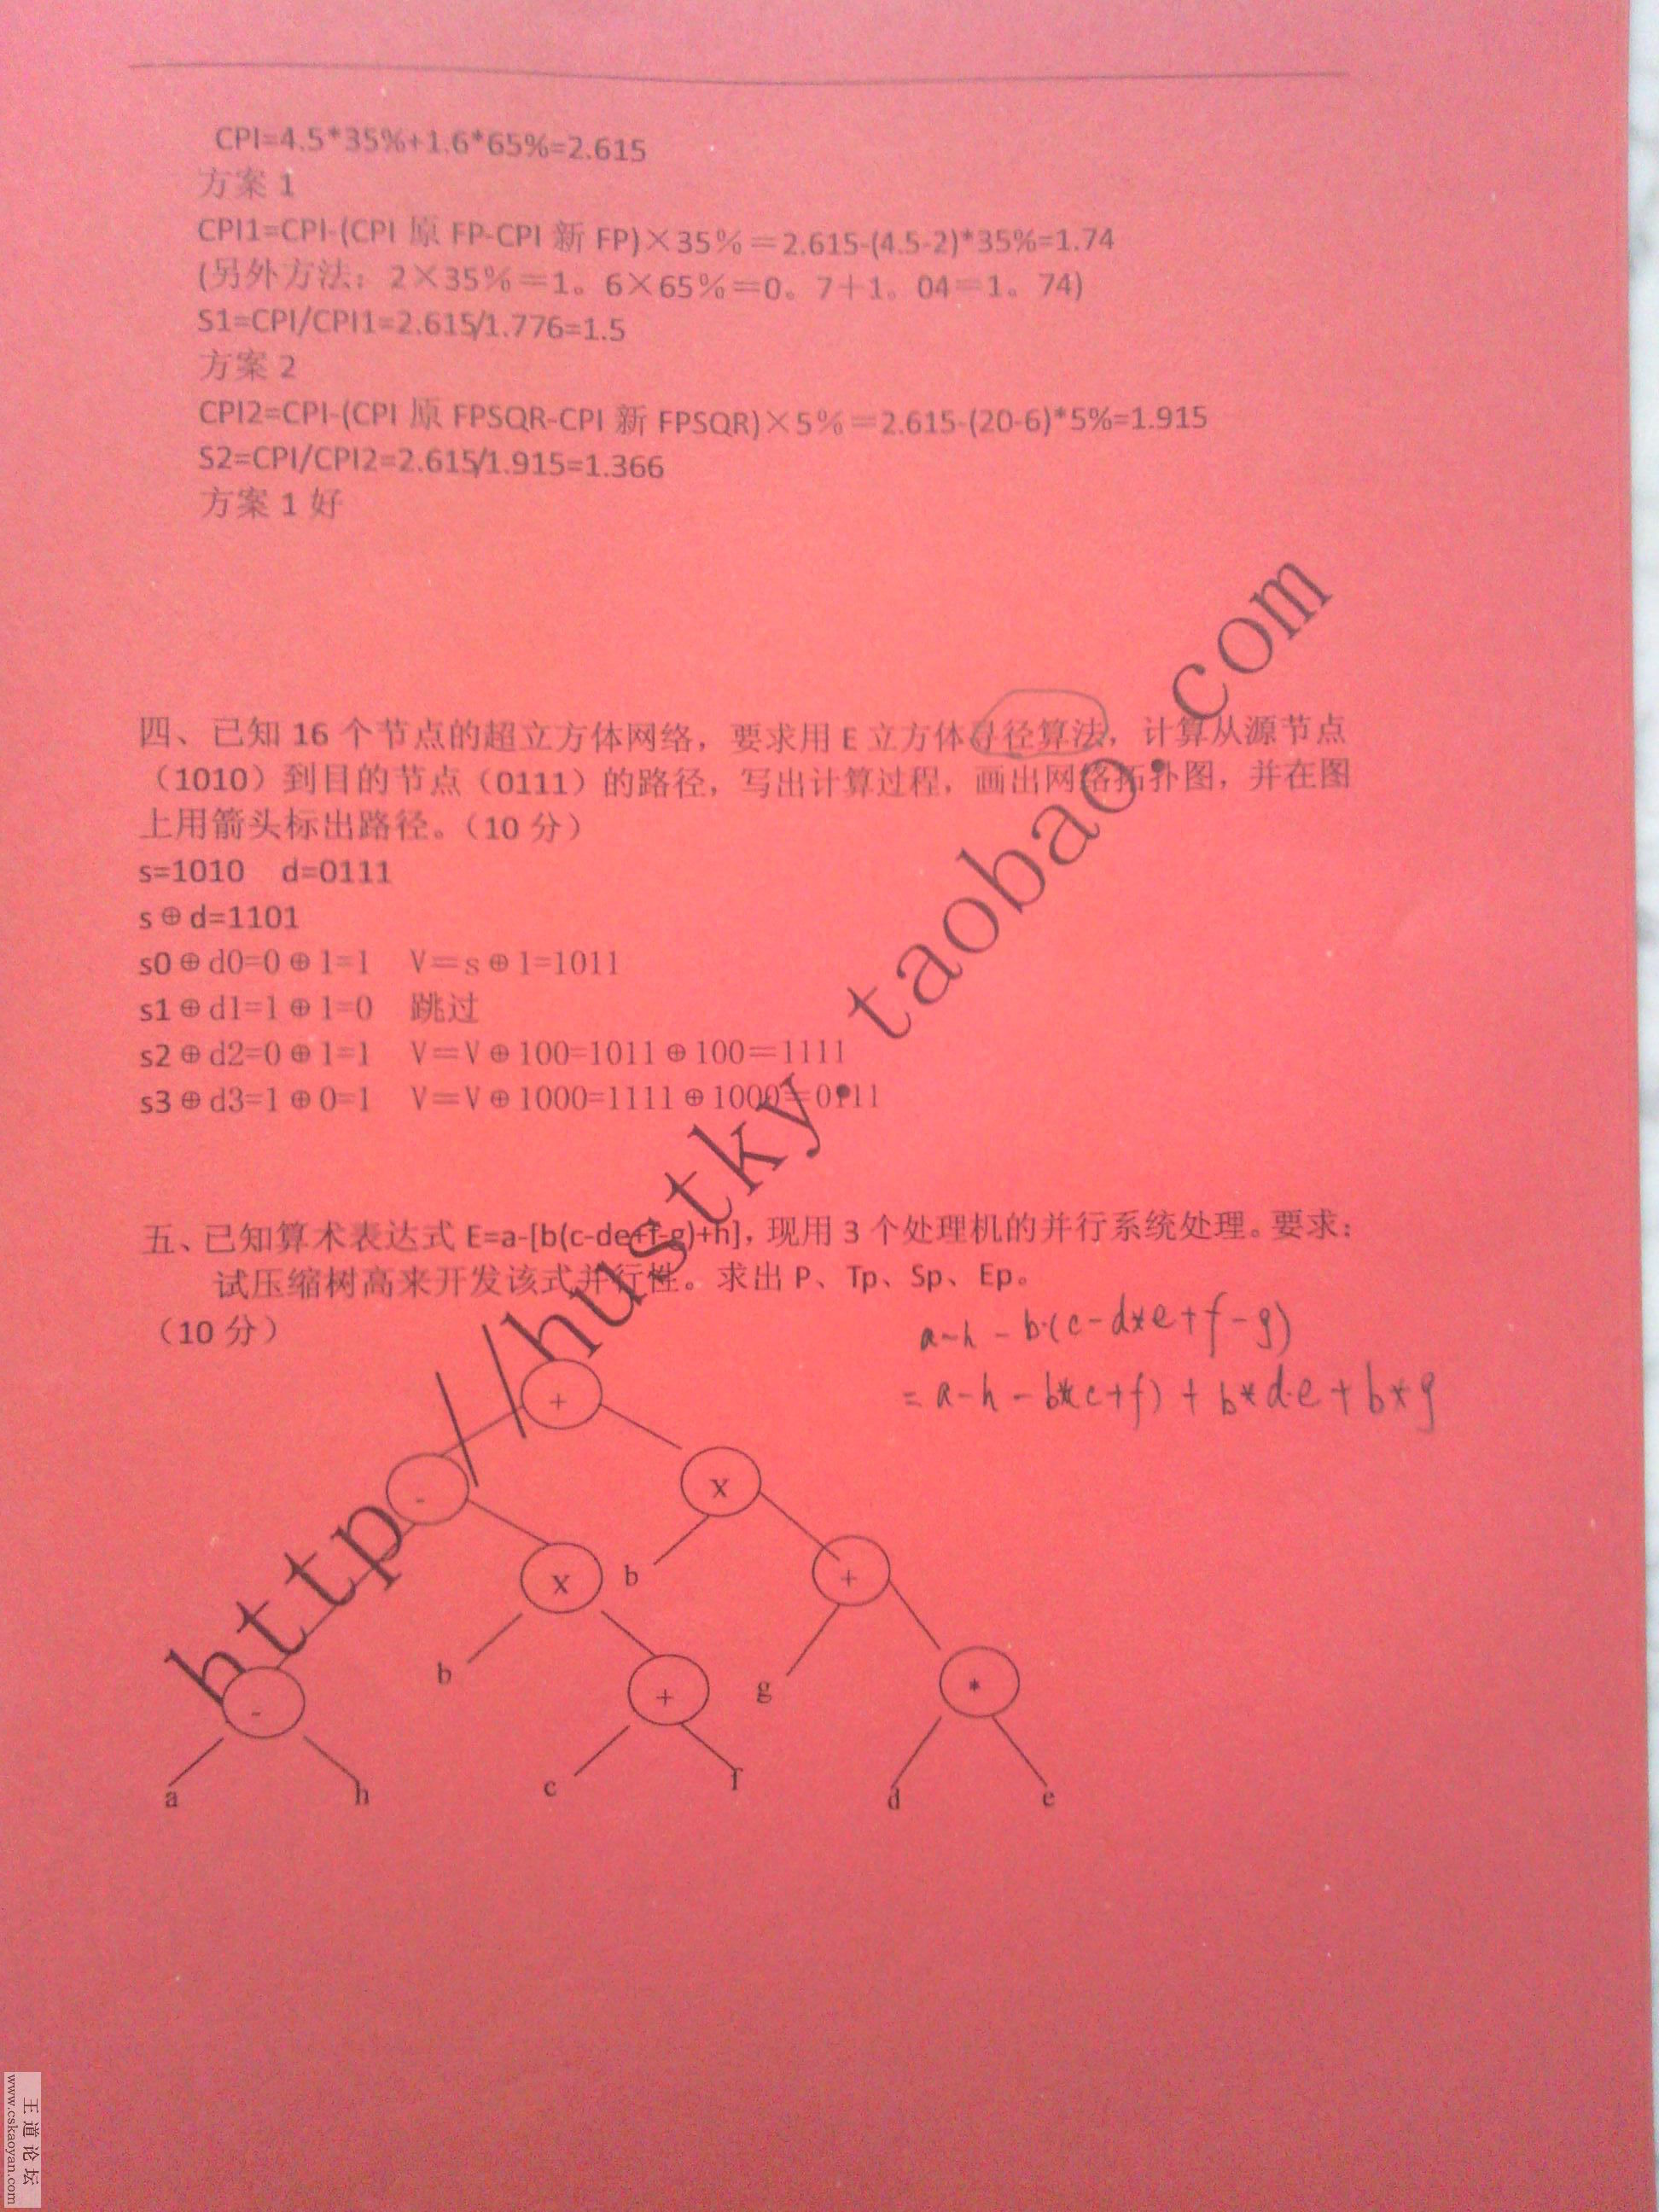 CPI=4.5*35%+1.6*65%=2.615
方案 1
CPI1=CPI-(CPI 原 FP-CPI 新 FP)×35%＝2.615-(4.5-2)*35%=1.74
(另外方法：2×35%＝1。6×65%＝0。7＋1。04＝1。74)
S1=CPI/CPI1=2.615/1.776=1.5
方案 2
CPI2=CPI-(CPI 原 FPSQR-CPI 新 FPSQR)×5%＝2.615-(20-6)*5%=1.915
S2=CPI/CPI2=2.615/1.915=1.366
方案 1 好
四、已知 16 个节点的超立方体网络，要求用 E 立方体寻径算法，计算从源节点
（1010）到目的节点（0111）的路径，写出计算过程，画出网络拓扑图，并在图
上用箭头标出路径。（10 分）
s=1010 d=0111
s⊕d=1101
s0⊕d0=0⊕1=1 V＝s⊕1=1011
s1⊕d1=1⊕1=0 跳过
s2⊕d2=0⊕1=1 V＝V⊕100=1011⊕100＝1111
s3⊕d3=1⊕0=1 V＝V⊕1000=1111⊕1000＝0111
五、已知算术表达式 E=a-[b(c-de+f-g)+h]，现用 3 个处理机的并行系统处理。要求：
试压缩树高来开发该式并行性。求出 P、Tp、Sp、Ep。
（10 分）
a-h - b·(c-d*e+f-g)
= a-h - b*(c+f) + b*d·e + b*g
+
- x
x b +
b + g *
- 
a h c f d e
http://hustky.taobao.com
王道论坛
www.cskaoyan.com